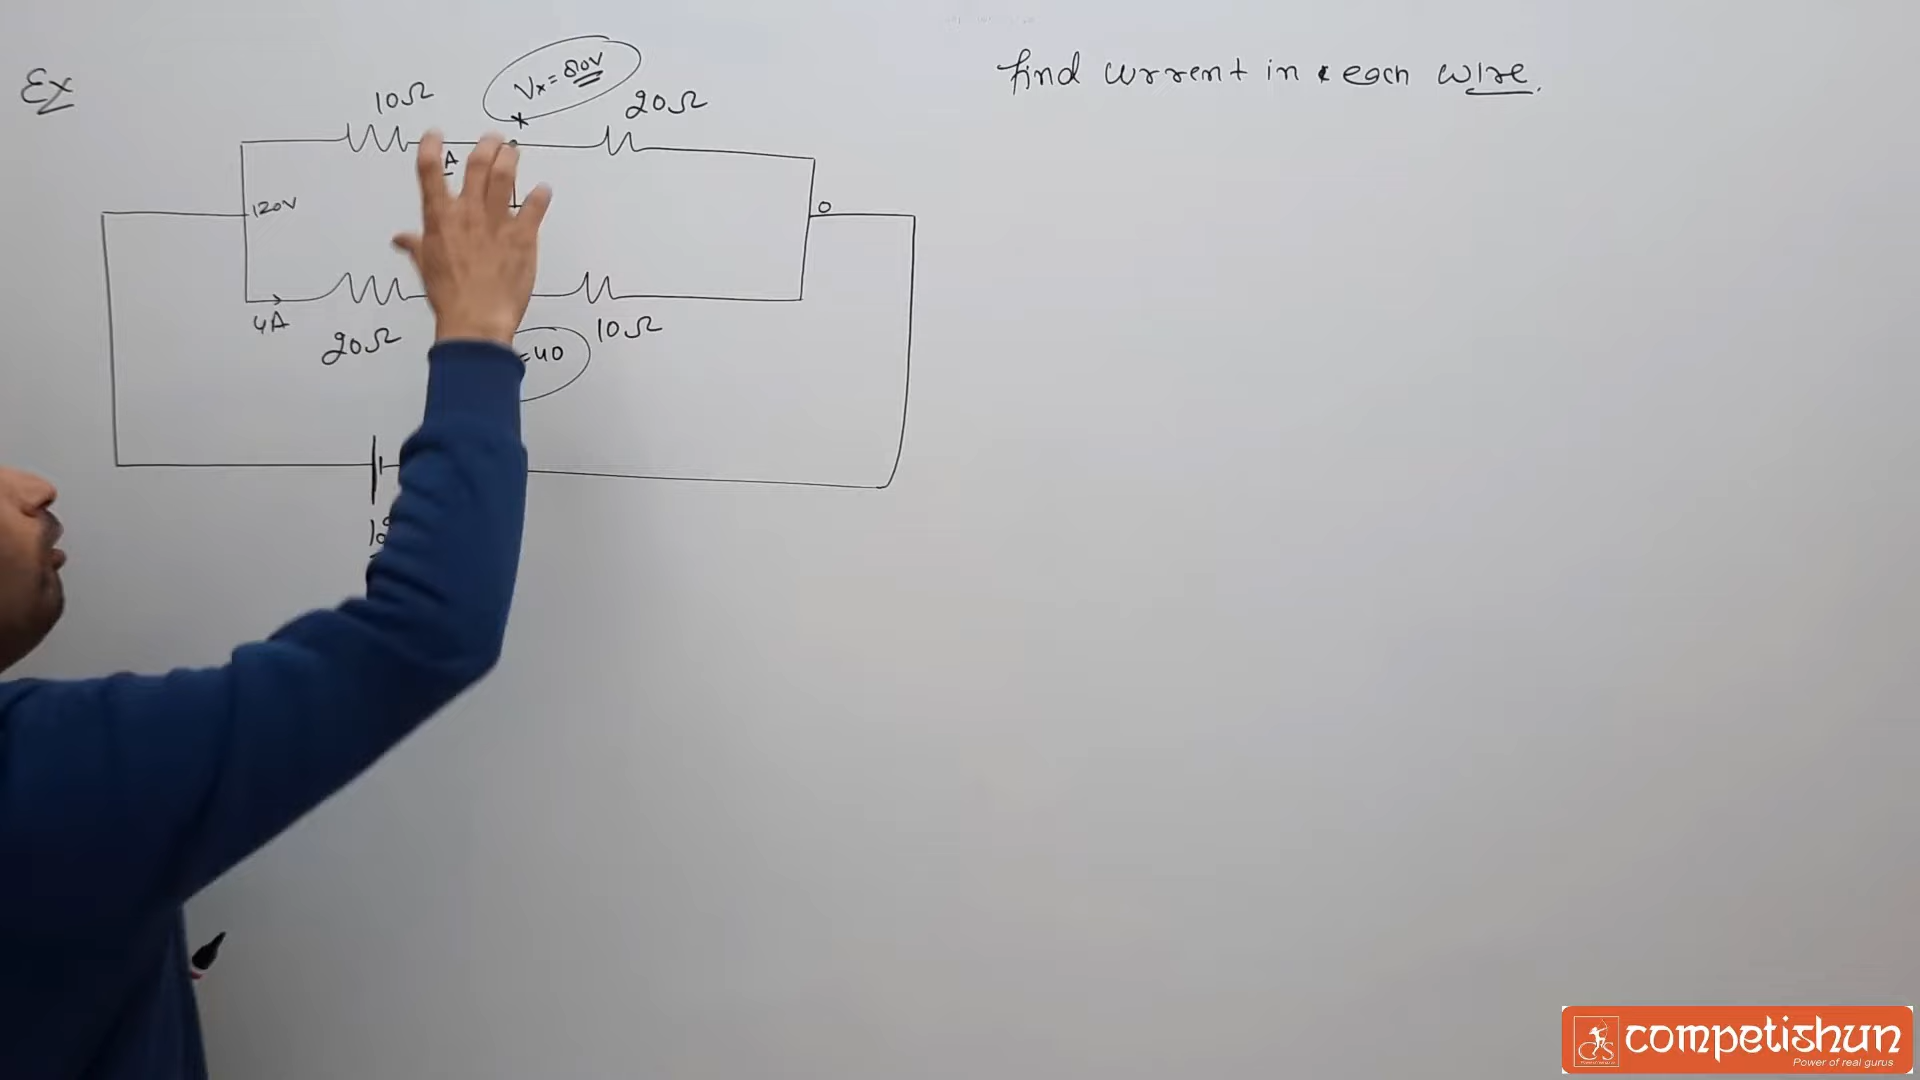 Ex
find current in each wire.
Vx = 80V
10Ω
x
20Ω
A
120V
0
4A
20Ω
= 40
10Ω
competishun
Power of real gurus